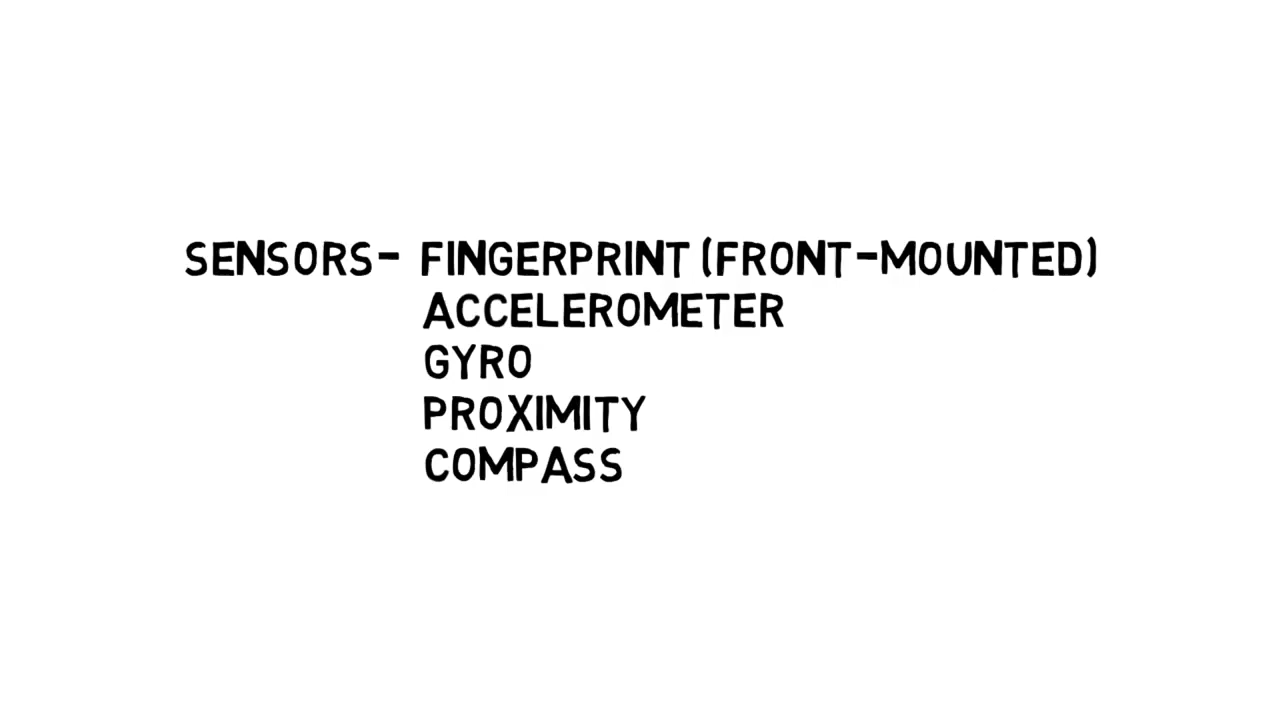 SENSORS- FINGERPRINT (FRONT-MOUNTED)
ACCELEROMETER
GYRO
PROXIMITY
COMPASS